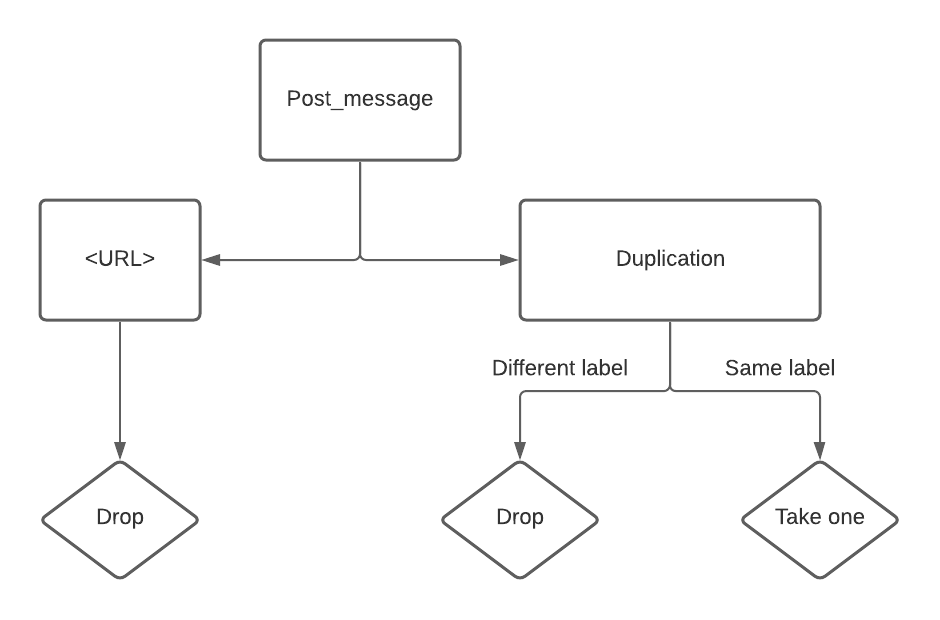 Post_message
<URL>
Duplication
Different label
Same label
Drop
Drop
Take one